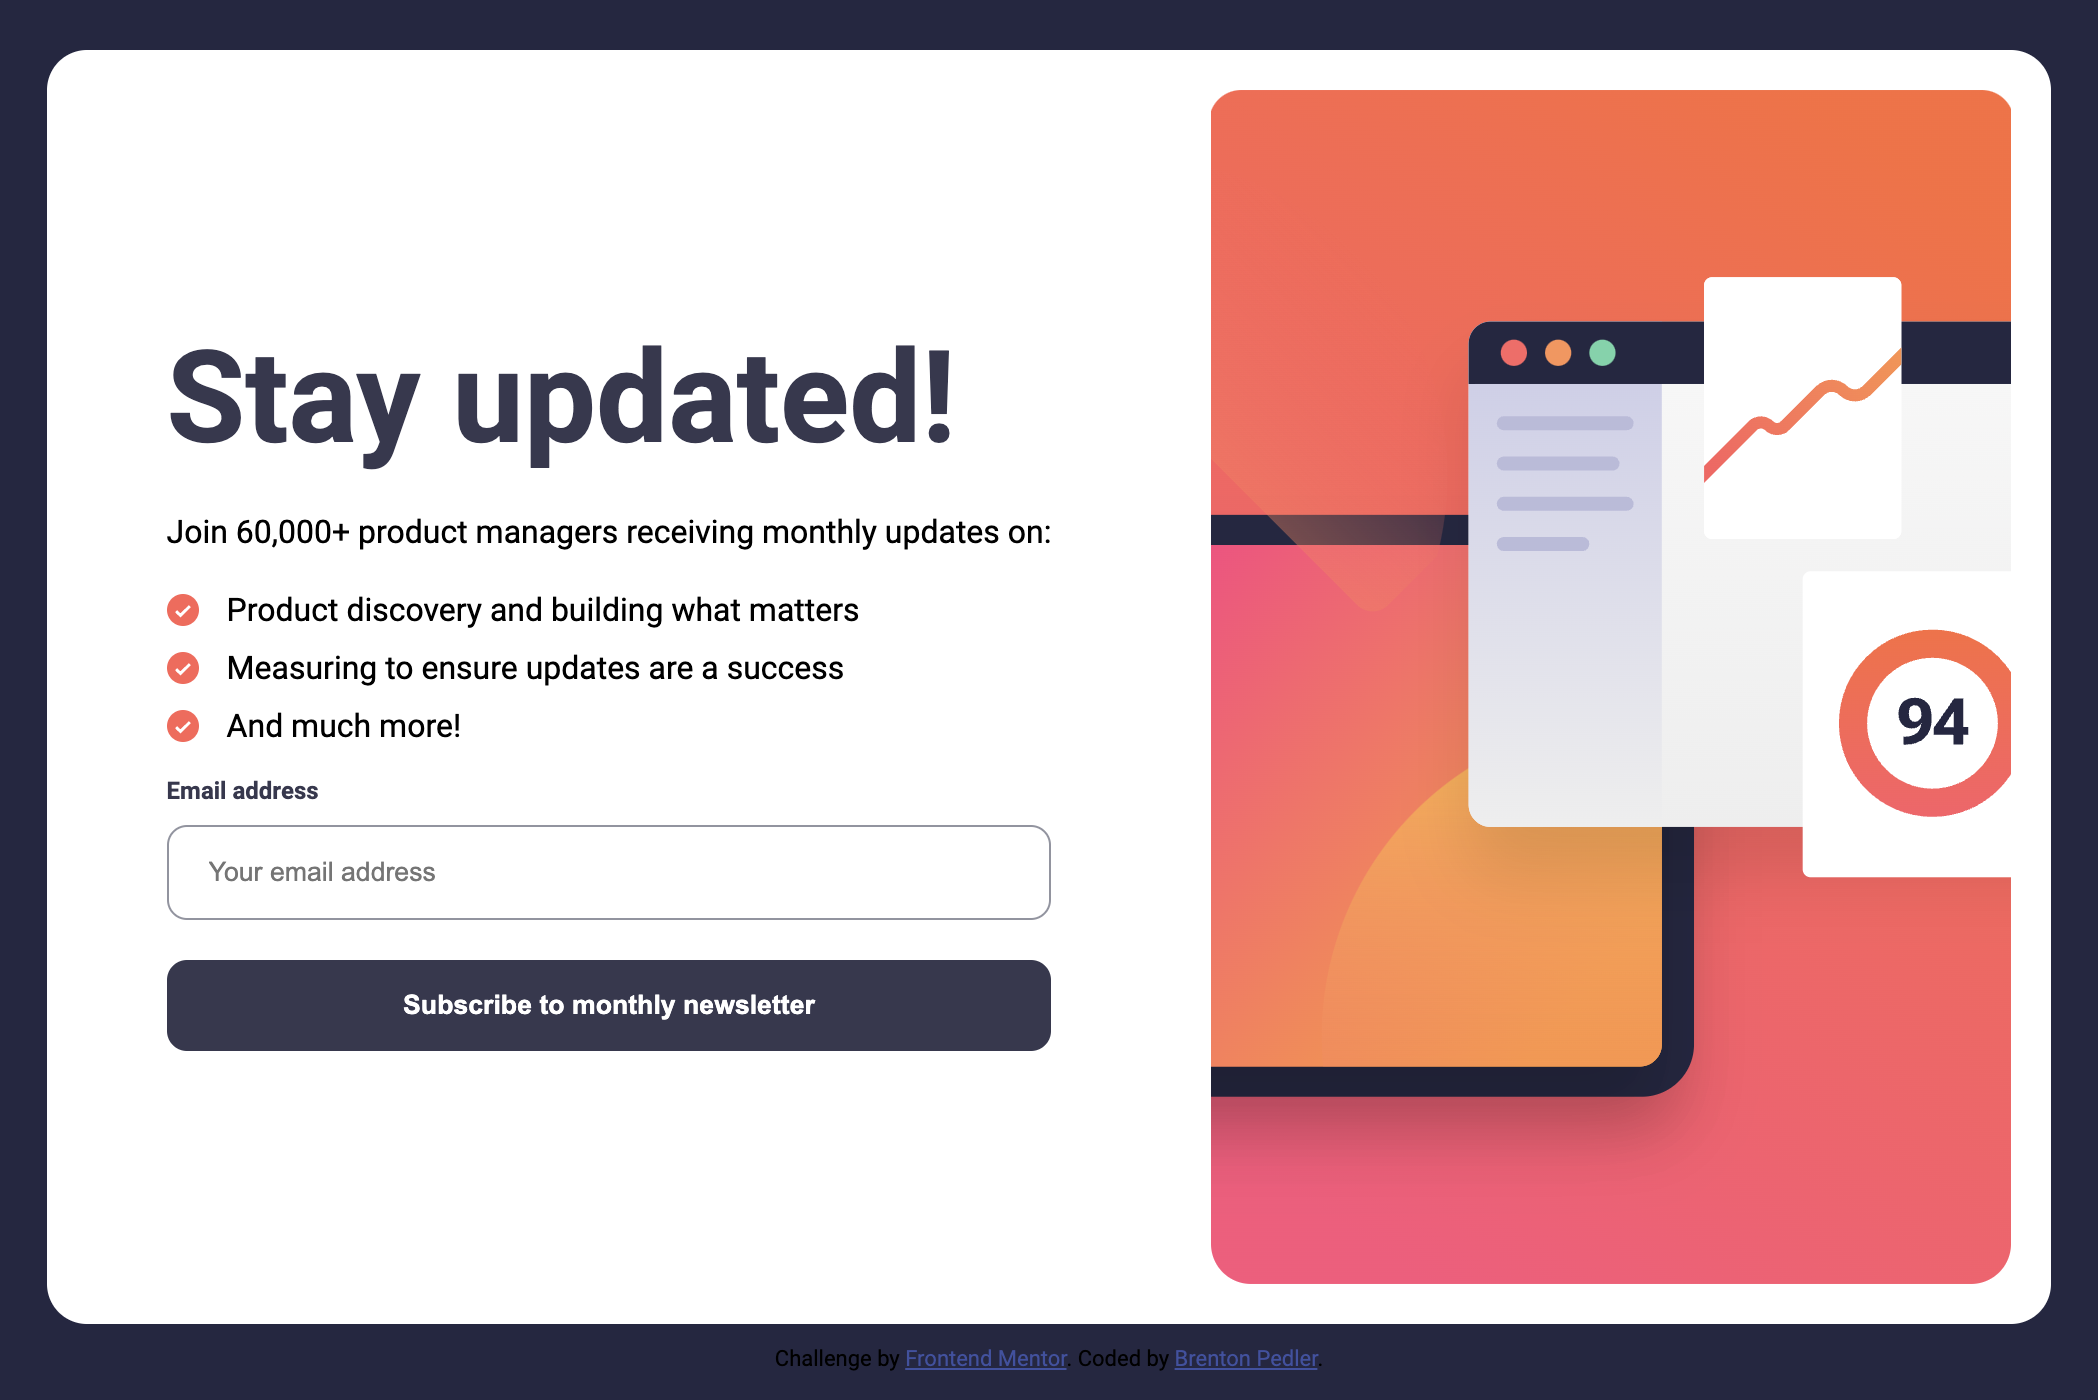 Stay updated!
Join 60,000+ product managers receiving monthly updates on:
Product discovery and building what matters
Measuring to ensure updates are a success
And much more!
Email address
Your email address
Subscribe to monthly newsletter
94
Challenge by Frontend Mentor. Coded by Brenton Pedler.